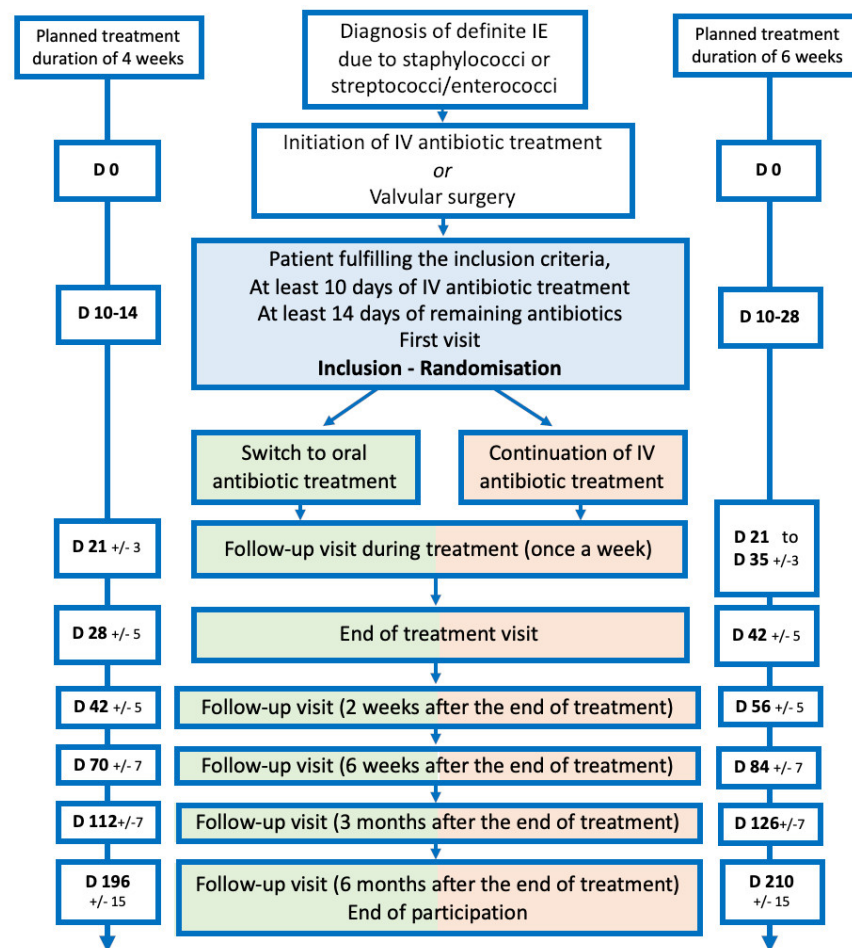 Planned treatment
duration of 4 weeks
Diagnosis of definite IE
due to staphylococci or
streptococci/enterococci
Planned treatment
duration of 6 weeks
D 0
Initiation of IV antibiotic treatment
or
Valvular surgery
D 0
D 10-14
Patient fulfilling the inclusion criteria,
At least 10 days of IV antibiotic treatment
At least 14 days of remaining antibiotics
First visit
Inclusion - Randomisation
D 10-28
Switch to oral
antibiotic treatment
Continuation of IV
antibiotic treatment
D 21 +/- 3
Follow-up visit during treatment (once a week)
D 21 to
D 35 +/-3
D 28 +/- 5
End of treatment visit
D 42 +/- 5
D 42 +/- 5
Follow-up visit (2 weeks after the end of treatment)
D 56 +/- 5
D 70 +/- 7
Follow-up visit (6 weeks after the end of treatment)
D 84 +/- 7
D 112+/-7
Follow-up visit (3 months after the end of treatment)
D 126+/-7
D 196
+/- 15
Follow-up visit (6 months after the end of treatment)
End of participation
D 210
+/- 15